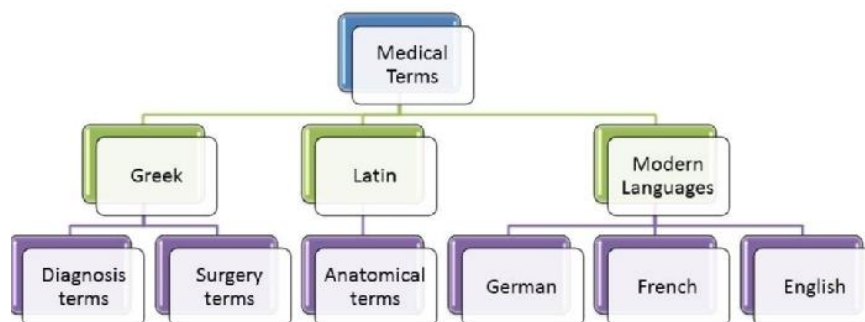 Medical
Terms
Greek
Latin
Modern
Languages
Diagnosis
terms
Surgery
terms
Anatomical
terms
German
French
English